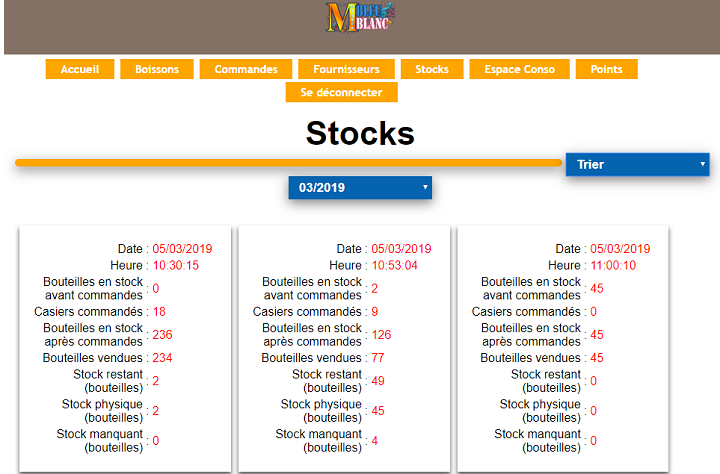 M BLEU
BLANC
Accueil Boissons Commandes Fournisseurs Stocks Espace Conso Points
Se déconnecter
Stocks
Trier
03/2019
Date : 05/03/2019
Heure : 10:30:15
Bouteilles en stock
avant commandes : 0
Casiers commandés : 18
Bouteilles en stock
après commandes : 236
Bouteilles vendues : 234
Stock restant
(bouteilles) : 2
Stock physique
(bouteilles) : 2
Stock manquant
(bouteilles) : 0
Date : 05/03/2019
Heure : 10:53:04
Bouteilles en stock
avant commandes : 2
Casiers commandés : 9
Bouteilles en stock
après commandes : 126
Bouteilles vendues : 77
Stock restant
(bouteilles) : 49
Stock physique
(bouteilles) : 45
Stock manquant
(bouteilles) : 4
Date : 05/03/2019
Heure : 11:00:10
Bouteilles en stock
avant commandes : 45
Casiers commandés : 0
Bouteilles en stock
après commandes : 45
Bouteilles vendues : 45
Stock restant
(bouteilles) : 0
Stock physique
(bouteilles) : 0
Stock manquant
(bouteilles) : 0